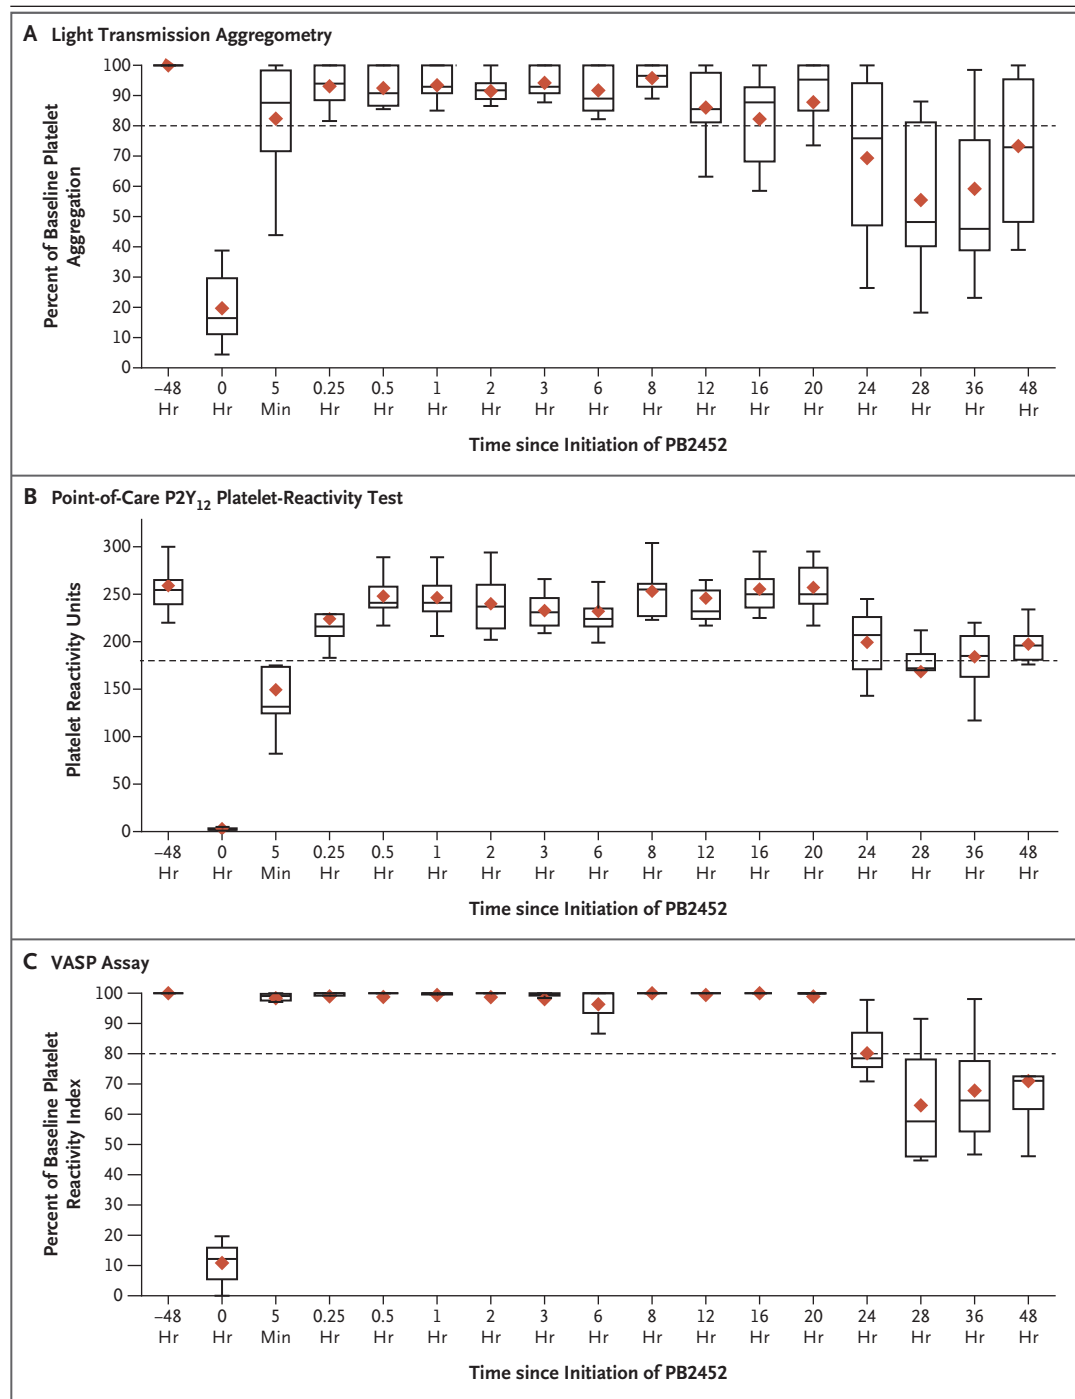 A Light Transmission Aggregometry
100
90
80
70
60
50
40
30
20
10
0
Percent of Baseline Platelet
Aggregation
–48 0 5 0.25 0.5 1 2 3 6 8 12 16 20 24 28 36 48
Hr Hr Min Hr Hr Hr Hr Hr Hr Hr Hr Hr Hr Hr Hr Hr Hr
Time since Initiation of PB2452
B Point-of-Care P2Y12 Platelet-Reactivity Test
300
250
200
150
100
50
0
Platelet Reactivity Units
–48 0 5 0.25 0.5 1 2 3 6 8 12 16 20 24 28 36 48
Hr Hr Min Hr Hr Hr Hr Hr Hr Hr Hr Hr Hr Hr Hr Hr Hr
Time since Initiation of PB2452
C VASP Assay
100
90
80
70
60
50
40
30
20
10
0
Percent of Baseline Platelet
Reactivity Index
–48 0 5 0.25 0.5 1 2 3 6 8 12 16 20 24 28 36 48
Hr Hr Min Hr Hr Hr Hr Hr Hr Hr Hr Hr Hr Hr Hr Hr Hr
Time since Initiation of PB2452